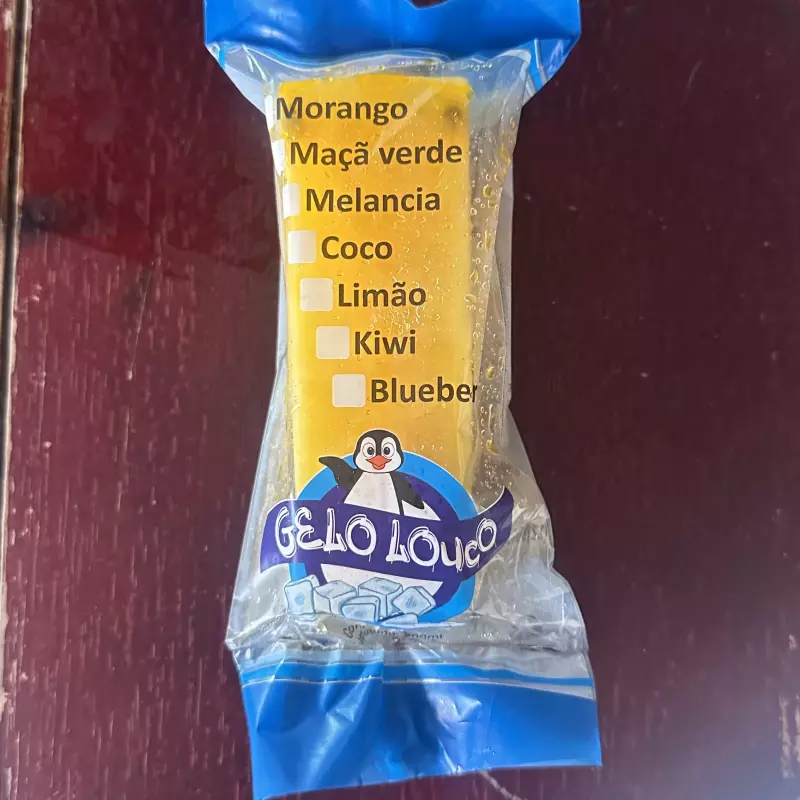 Morango
Maçã verde
Melancia
Coco
Limão
Kiwi
Blueber
GELO LOUCO